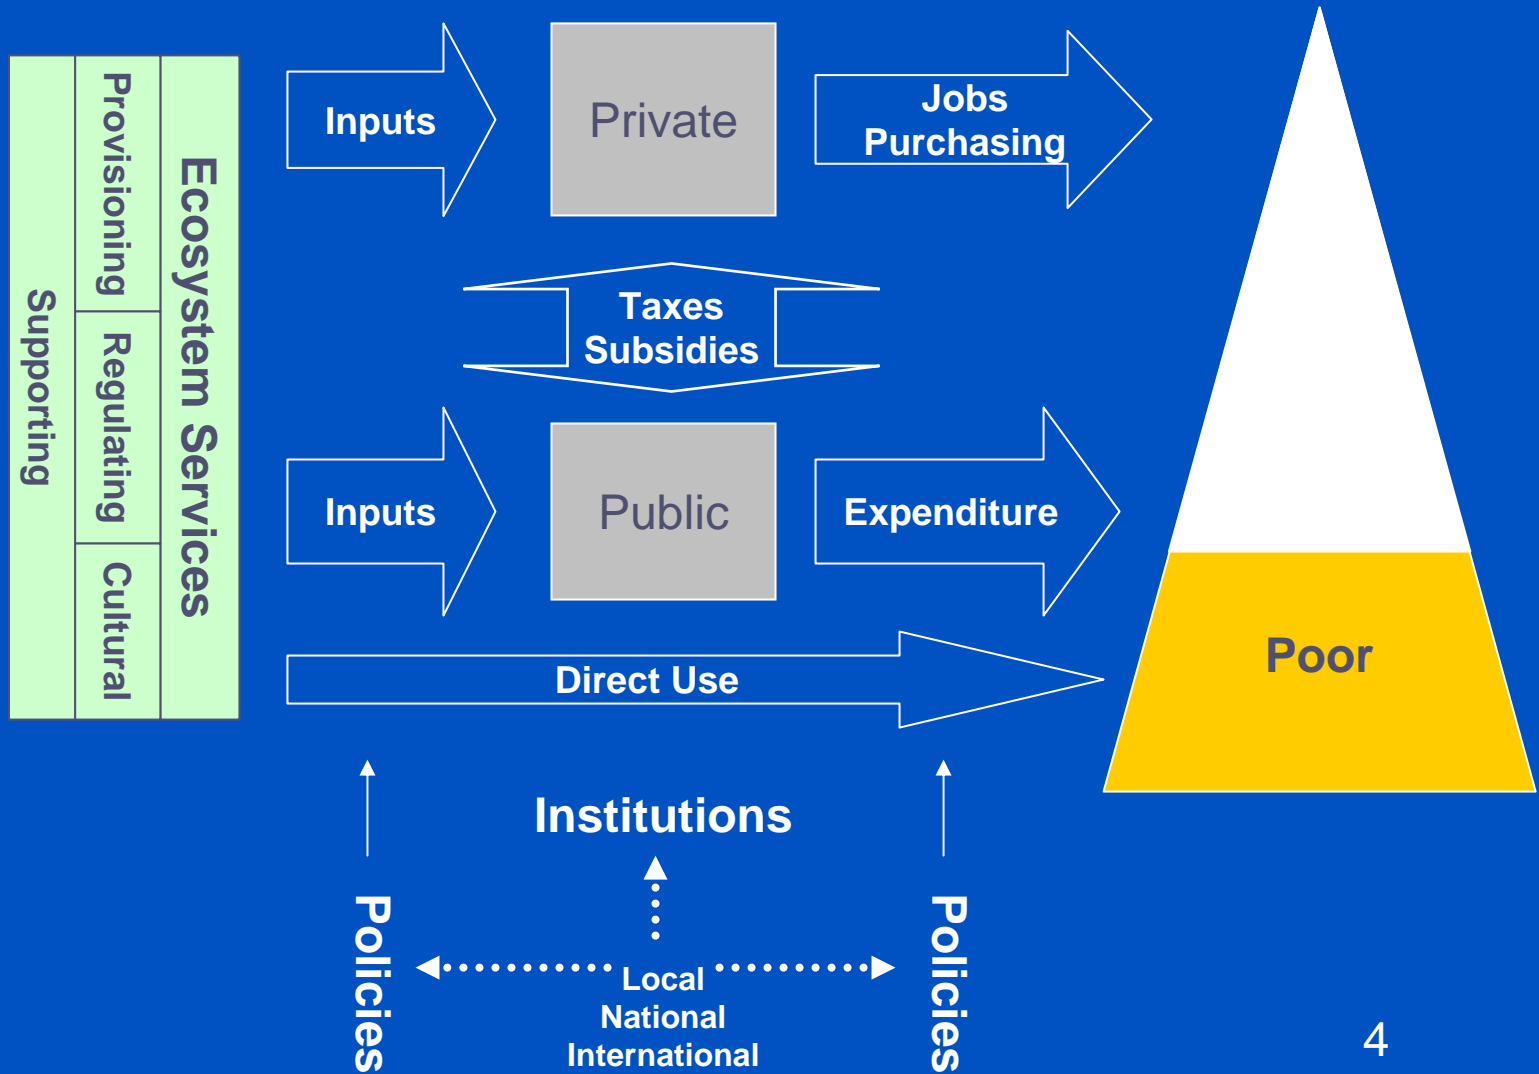 Ecosystem Services
Provisioning
Regulating
Cultural
Supporting
Inputs
Private
Jobs
Purchasing
Taxes
Subsidies
Inputs
Public
Expenditure
Direct Use
Poor
Institutions
Policies
Local
National
International
Policies
4